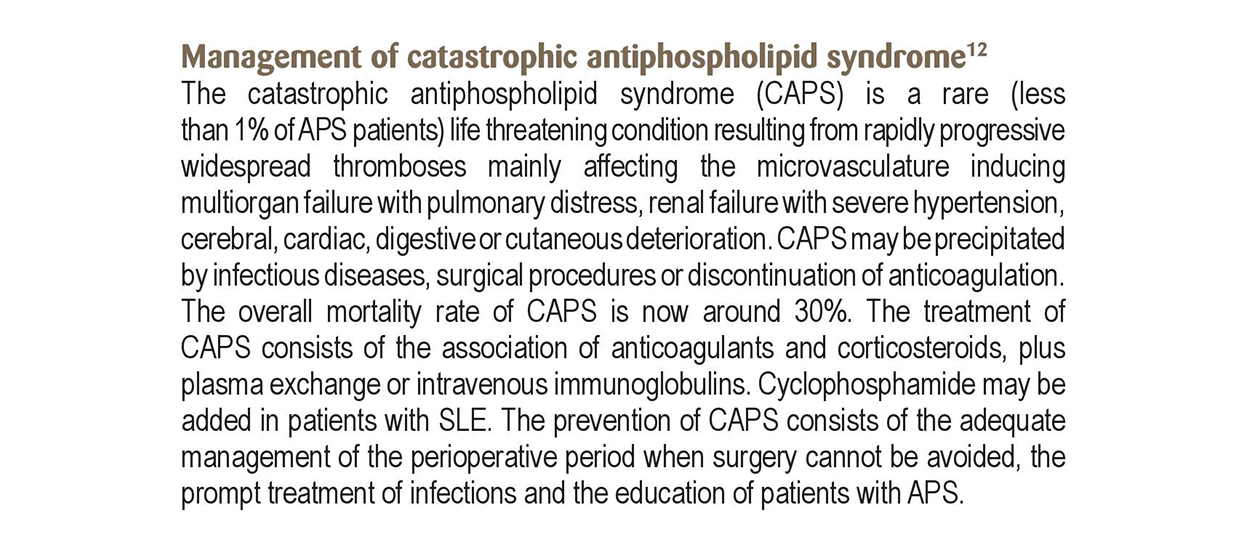 Management of catastrophic antiphospholipid syndrome¹²
The catastrophic antiphospholipid syndrome (CAPS) is a rare (less
than 1% of APS patients) life threatening condition resulting from rapidly progressive
widespread thromboses mainly affecting the microvasculature inducing
multiorgan failure with pulmonary distress, renal failure with severe hypertension,
cerebral, cardiac, digestive or cutaneous deterioration. CAPS may be precipitated
by infectious diseases, surgical procedures or discontinuation of anticoagulation.
The overall mortality rate of CAPS is now around 30%. The treatment of
CAPS consists of the association of anticoagulants and corticosteroids, plus
plasma exchange or intravenous immunoglobulins. Cyclophosphamide may be
added in patients with SLE. The prevention of CAPS consists of the adequate
management of the perioperative period when surgery cannot be avoided, the
prompt treatment of infections and the education of patients with APS.